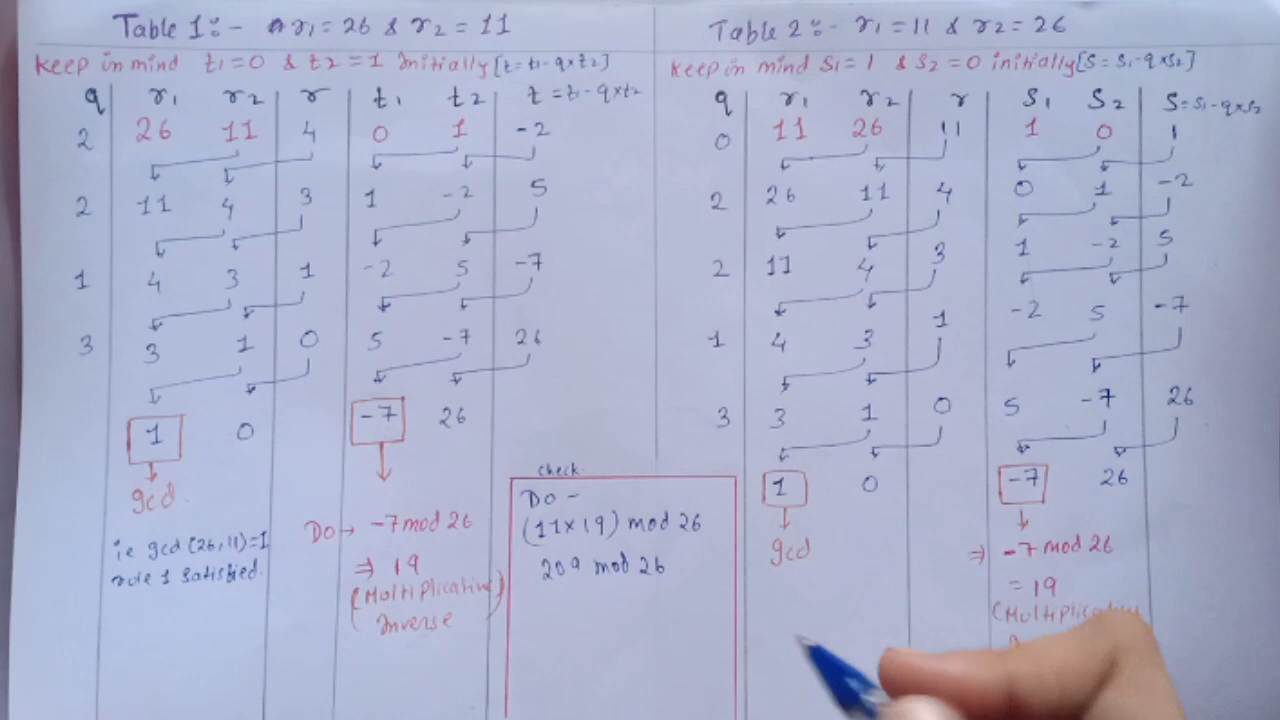 Table 1:- r1=26 & r2=11
Keep in mind t1=0 & t2=1 initially [t=t1-q×t2]
q r1 r2 r t1 t2 t=t1-q×t2
2 26 11 4 0 1 -2
2 11 4 3 1 -2 5
1 4 3 1 -2 5 -7
3 3 1 0 5 -7 26
1 0 -7 26
gcd.
ie gcd (26,11)=1
rule 1 satisfied.
Do → -7 mod 26
⇒ 19
(Multiplicative
Inverse)
check
Do -
(11×19) mod 26
209 mod 26
Table 2:- r1=11 & r2=26
Keep in mind S1=1 & S2=0 initially [S=S1-q×S2]
q r1 r2 r S1 S2 S=S1-q×S2
0 11 26 11 1 0 1
2 26 11 4 0 1 -2
2 11 4 3 1 -2 5
1 4 3 1 -2 5 -7
3 3 1 0 5 -7 26
1 0 -7 26
gcd
⇒ -7 mod 26
= 19